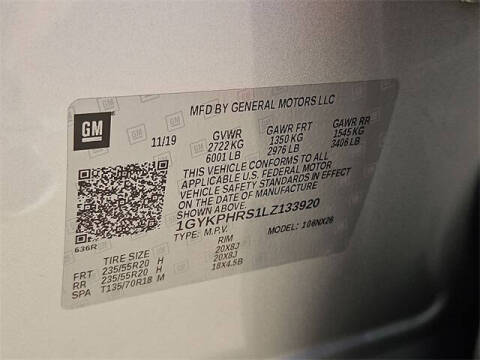 MFD BY GENERAL MOTORS LLC
GM
11/19 GVWR GAWR FRT GAWR RR
2722 KG 1350 KG 1545 KG
6001 LB 2976 LB 3406 LB
THIS VEHICLE CONFORMS TO ALL
APPLICABLE U.S. FEDERAL MOTOR
VEHICLE SAFETY STANDARDS IN EFFECT
ON THE DATE OF MANUFACTURE
SHOWN ABOVE.
1GYKPHRS1LZ133920
636R
TYPE: M.P.V. MODEL: 106NX26
TIRE SIZE RIM
FRT 235/55R20 H 20X8J
RR 235/55R20 H 20X8J
SPA T135/70R18 M 18X4.5B